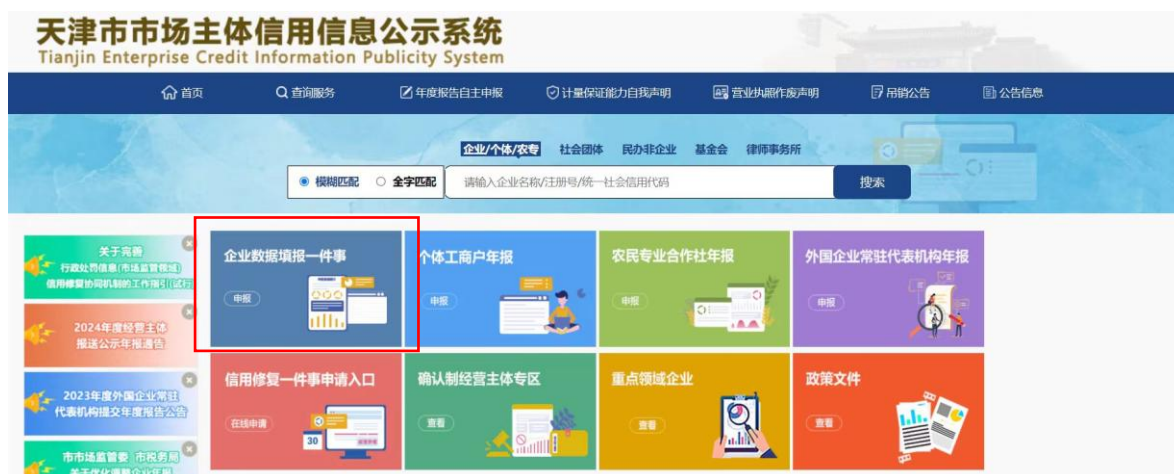 天津市市场主体信用信息公示系统
Tianjin Enterprise Credit Information Publicity System
首页
查询服务
年度报告自主申报
计量保证能力自我声明
营业执照作废声明
吊销公告
公告信息
企业/个体/农专
社会团体
民办非企业
基金会
律师事务所
模糊匹配
全字匹配
请输入企业名称/注册号/统一社会信用代码
搜索
关于完善
行政处罚信息(市场监管领域)
信用修复协同机制的工作指引(试行)
2024年度经营主体
报送公示年报通告
2023年度外国企业常驻
代表机构提交年度报告公告
市市场监管委 市税务局
企业数据填报一件事
申报
个体工商户年报
申报
农民专业合作社年报
申报
外国企业常驻代表机构年报
申报
信用修复一件事申请入口
在线申请
30
确认制经营主体专区
查看
重点领域企业
查看
政策文件
查看